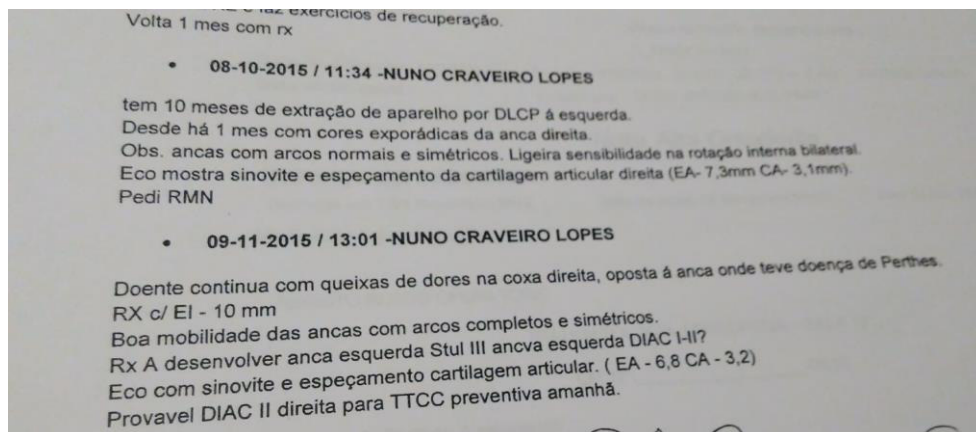 faz exercícios de recuperação.
Volta 1 mes com rx
• 08-10-2015 / 11:34 -NUNO CRAVEIRO LOPES
tem 10 meses de extração de aparelho por DLCP á esquerda.
Desde há 1 mes com cores exporádicas da anca direita.
Obs. ancas com arcos normais e simétricos. Ligeira sensibilidade na rotação interna bilateral.
Eco mostra sinovite e espeçamento da cartilagem articular direita (EA- 7,3mm CA- 3,1mm).
Pedi RMN
• 09-11-2015 / 13:01 -NUNO CRAVEIRO LOPES
Doente continua com queixas de dores na coxa direita, oposta á anca onde teve doença de Perthes.
RX c/ EI - 10 mm
Boa mobilidade das ancas com arcos completos e simétricos.
Rx A desenvolver anca esquerda Stul III ancva esquerda DIAC I-II?
Eco com sinovite e espeçamento cartilagem articular. ( EA - 6,8 CA - 3,2)
Provavel DIAC II direita para TTCC preventiva amanhã.